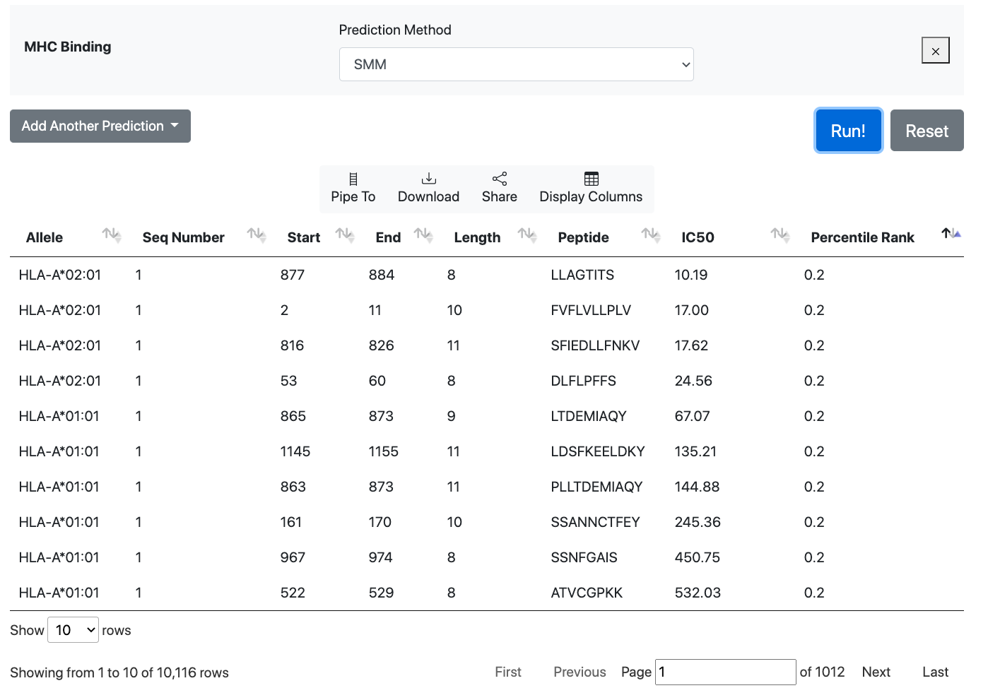 Prediction Method
MHC Binding
SMM
×
Add Another Prediction
Run! Reset
Pipe To Download Share Display Columns
Allele Seq Number Start End Length Peptide IC50 Percentile Rank
HLA-A*02:01 1 877 884 8 LLAGTITS 10.19 0.2
HLA-A*02:01 1 2 11 10 FVFLVLLPLV 17.00 0.2
HLA-A*02:01 1 816 826 11 SFIEDLLFNKV 17.62 0.2
HLA-A*02:01 1 53 60 8 DLFLPFFS 24.56 0.2
HLA-A*01:01 1 865 873 9 LTDEMIAQY 67.07 0.2
HLA-A*01:01 1 1145 1155 11 LDSFKEELDKY 135.21 0.2
HLA-A*01:01 1 863 873 11 PLLTDEMIAQY 144.88 0.2
HLA-A*01:01 1 161 170 10 SSANNCTFEY 245.36 0.2
HLA-A*01:01 1 967 974 8 SSNFGAIS 450.75 0.2
HLA-A*01:01 1 522 529 8 ATVCGPKK 532.03 0.2
Show 10 rows
Showing from 1 to 10 of 10,116 rows First Previous Page 1 of 1012 Next Last